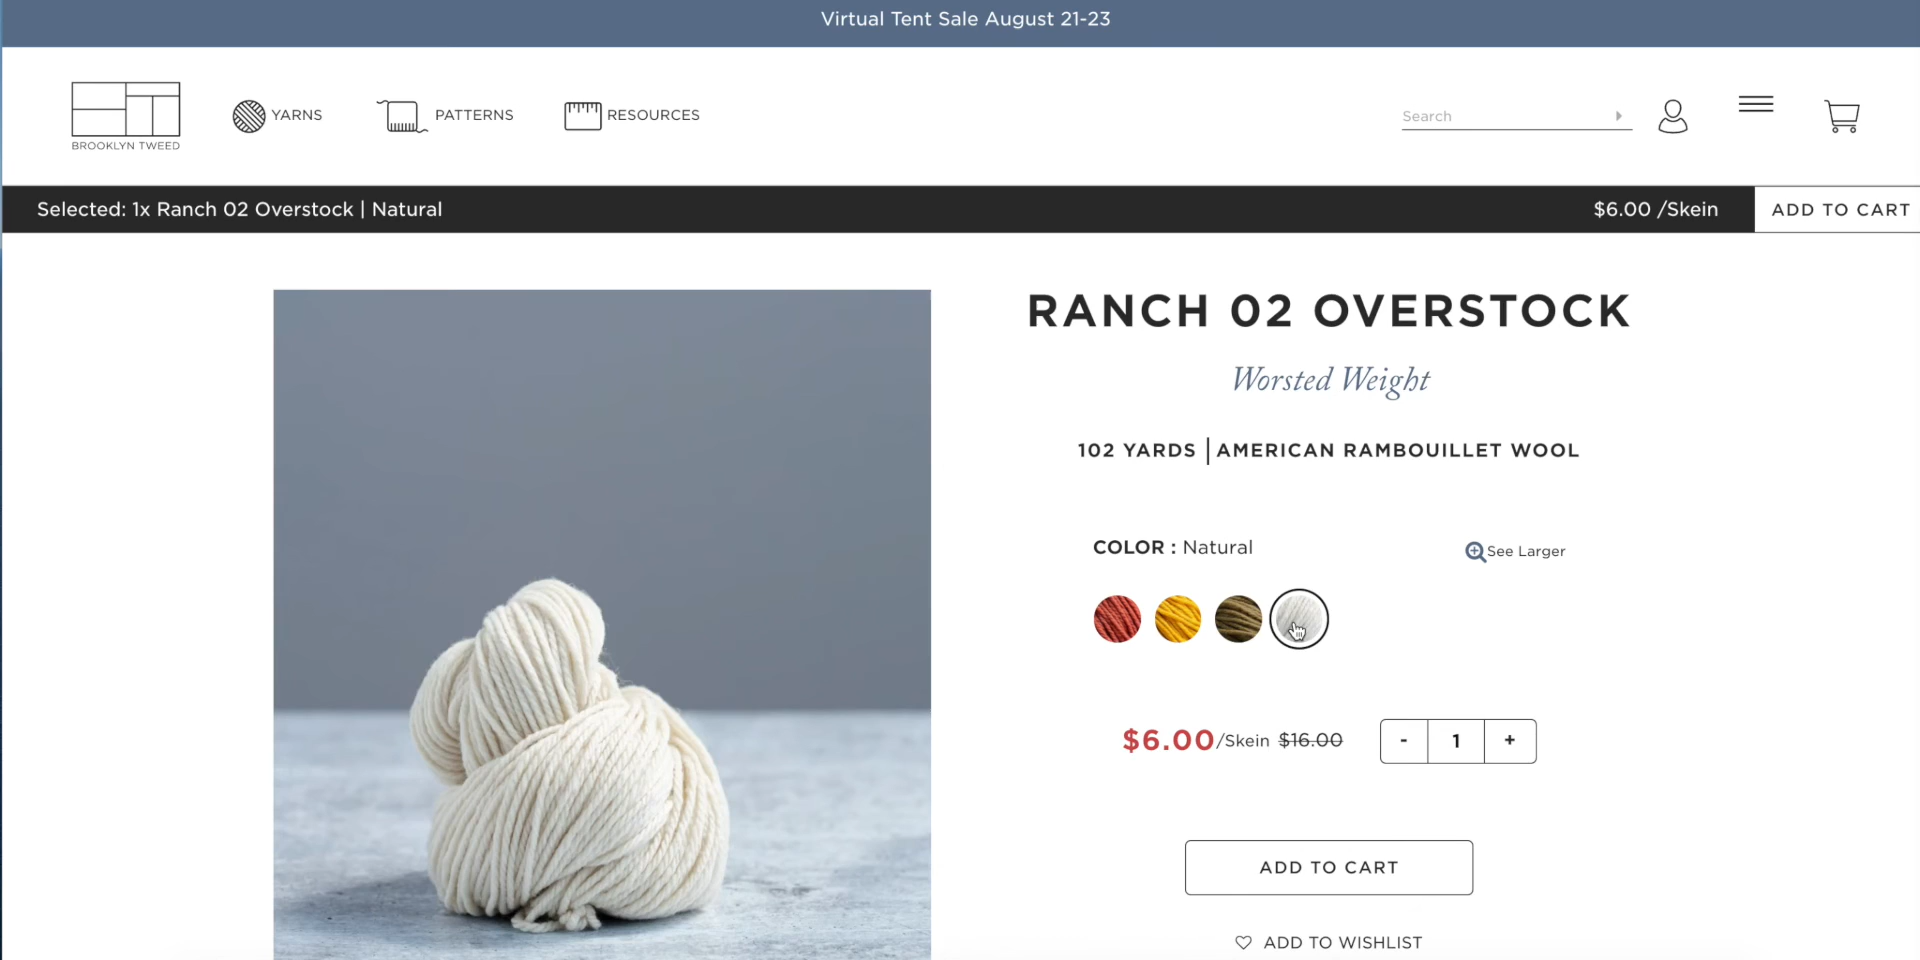 Virtual Tent Sale August 21-23
BROOKLYN TWEED
YARNS
PATTERNS
RESOURCES
Search
Selected: 1x Ranch 02 Overstock | Natural
$6.00 /Skein
ADD TO CART
RANCH 02 OVERSTOCK
Worsted Weight
102 YARDS | AMERICAN RAMBOUILLET WOOL
COLOR : Natural
See Larger
$6.00/Skein $16.00
- 1 +
ADD TO CART
ADD TO WISHLIST